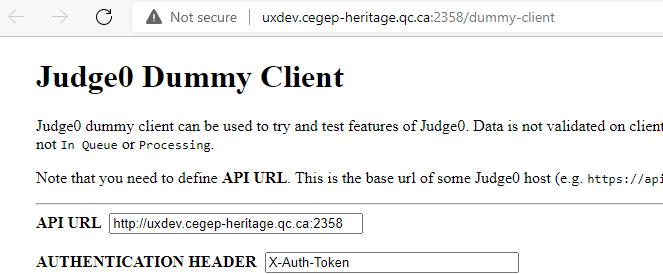 Not secure | uxdev.cegep-heritage.qc.ca:2358/dummy-client
Judge0 Dummy Client
Judge0 dummy client can be used to try and test features of Judge0. Data is not validated on client
not In Queue or Processing.
Note that you need to define API URL. This is the base url of some Judge0 host (e.g. https://api
API URL http://uxdev.cegep-heritage.qc.ca:2358
AUTHENTICATION HEADER X-Auth-Token